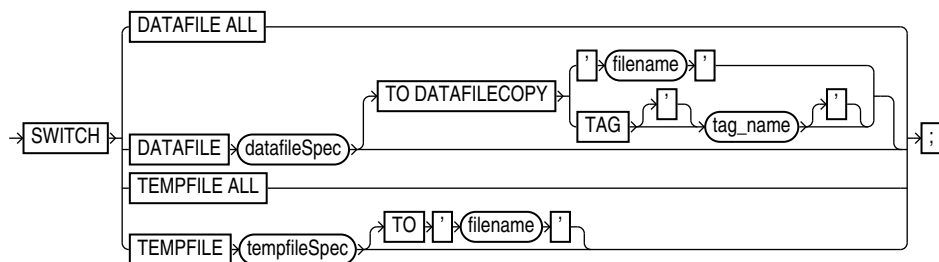 DATAFILE ALL
' filename '
TO DATAFILECOPY
TAG ' tag_name '
SWITCH
DATAFILE datafileSpec
;
TEMPFILE ALL
TO ' filename '
TEMPFILE tempfileSpec